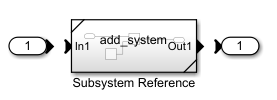 add_system
1 In1 Out1 1
Subsystem Reference